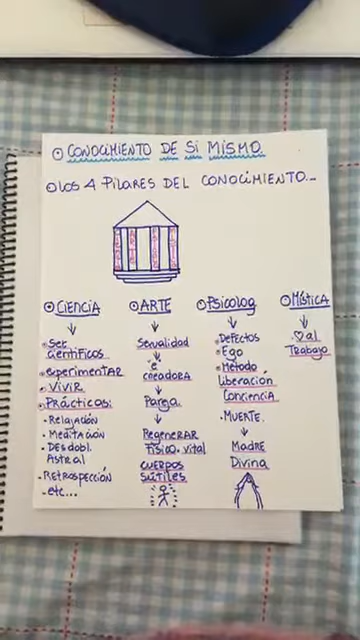 ⊙ CONOCIMIENTO DE SI MISMO.
⊙ LOS 4 PILARES DEL CONOCIMIENTO...
⊙ CIENCIA
↓
• Ser
científicos
• experimentar
• VIVIR
• PRÁCTICAS:
• Relajación
• Meditación
• Desdobl.
Astral
• RETROSPECCIÓN
• etc...
⊙ ARTE
↓
Sexualidad
creadora
↓
Pareja
↓
Regenerar
físico.vital
cuerpos
sutiles
⊙ Psicolog
↓
• Defectos
• Ego
• Método
liberación
Conciencia
• MUERTE.
↓
MADRE
Divina
⊙ Mística
↓
♡ al
Trabajo